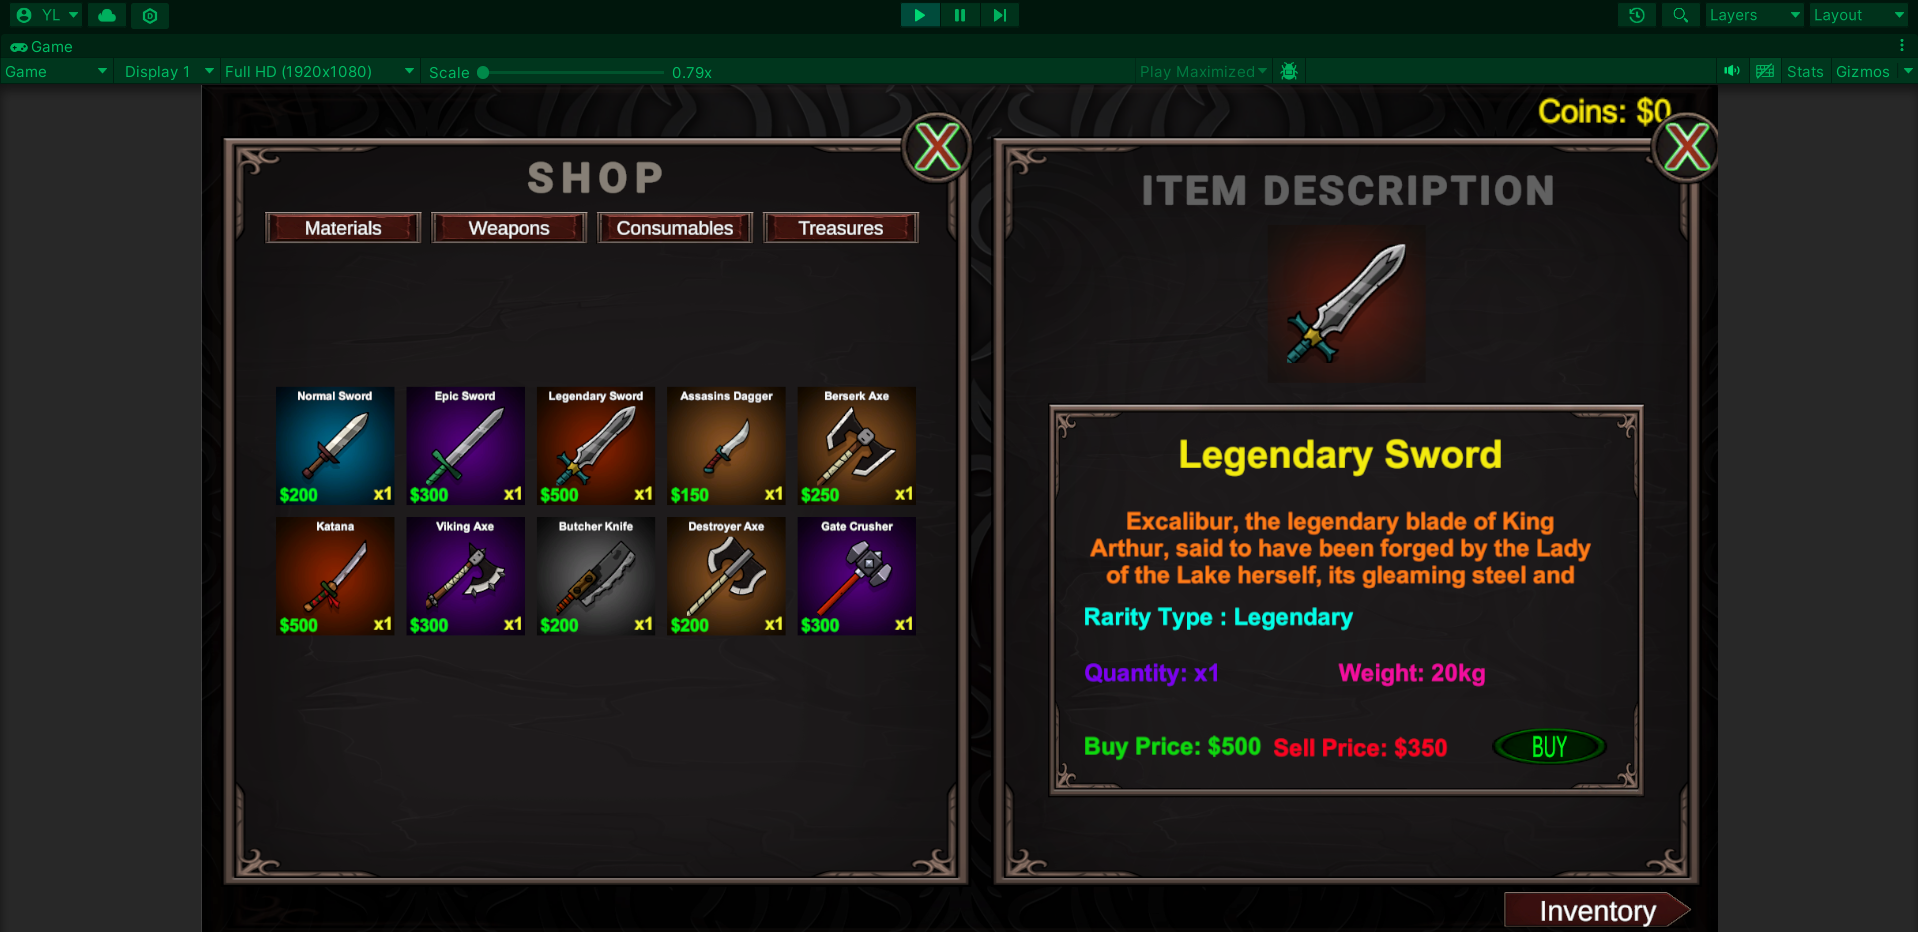 YL
Layers
Layout
Game
Game
Display 1
Full HD (1920x1080)
Scale
0.79x
Play Maximized
Stats
Gizmos
Coins: $0
X
X
SHOP
Materials
Weapons
Consumables
Treasures
Normal Sword
$200
x1
Epic Sword
$300
x1
Legendary Sword
$500
x1
Assasins Dagger
$150
x1
Berserk Axe
$250
x1
Katana
$500
x1
Viking Axe
$300
x1
Butcher Knife
$200
x1
Destroyer Axe
$200
x1
Gate Crusher
$300
x1
ITEM DESCRIPTION
Legendary Sword
Excalibur, the legendary blade of King
Arthur, said to have been forged by the Lady
of the Lake herself, its gleaming steel and
Rarity Type : Legendary
Quantity: x1
Weight: 20kg
Buy Price: $500
Sell Price: $350
BUY
Inventory